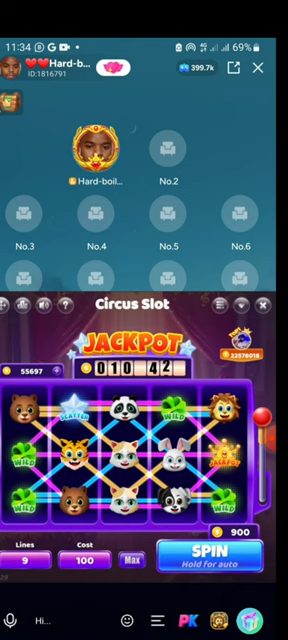 11:34
69%
❤❤Hard-b...
ID:1816791
399.7k
Hard-boil...
No.2
No.3
No.4
No.5
No.6
Circus Slot
JACKPOT
55697
22578018
SCATTER
WILD
WILD
JACKPOT
WILD
WILD
900
Lines
9
Cost
100
Max
SPIN
Hold for auto
Hi...
PK